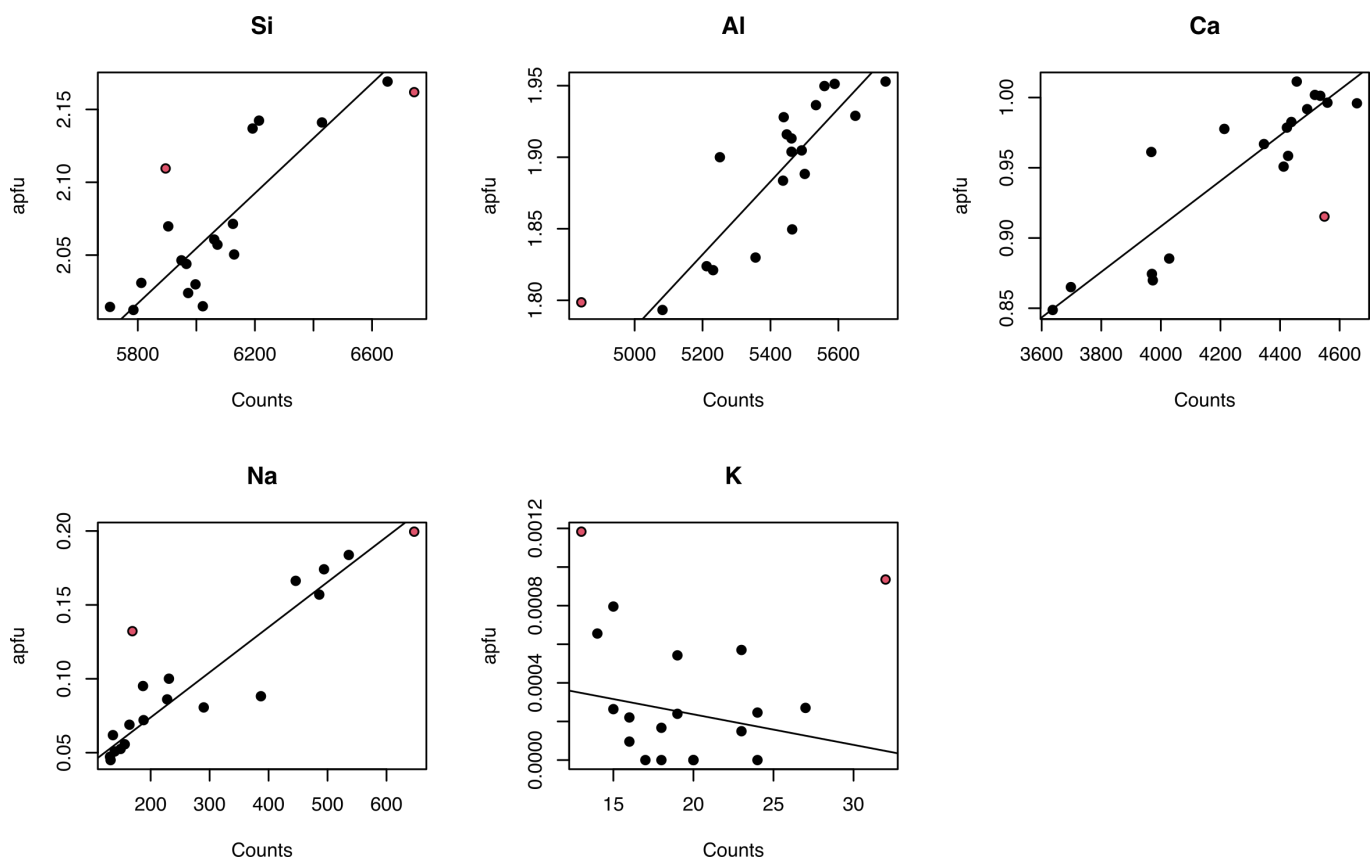 Si
apfu
2.05 2.10 2.15
5800 6200 6600
Counts
Al
apfu
1.80 1.85 1.90 1.95
5000 5200 5400 5600
Counts
Ca
apfu
0.85 0.90 0.95 1.00
3600 3800 4000 4200 4400 4600
Counts
Na
apfu
0.05 0.10 0.15 0.20
200 300 400 500 600
Counts
K
apfu
0.0000 0.0004 0.0008 0.0012
15 20 25 30
Counts